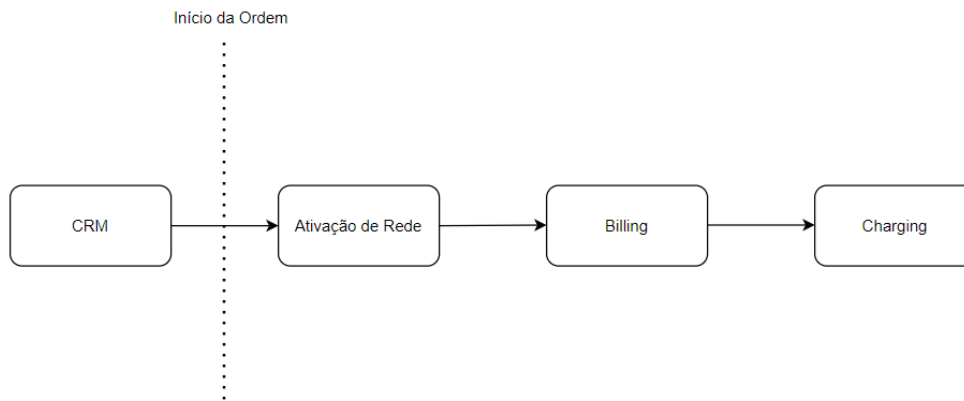 Início da Ordem
CRM
Ativação de Rede
Billing
Charging